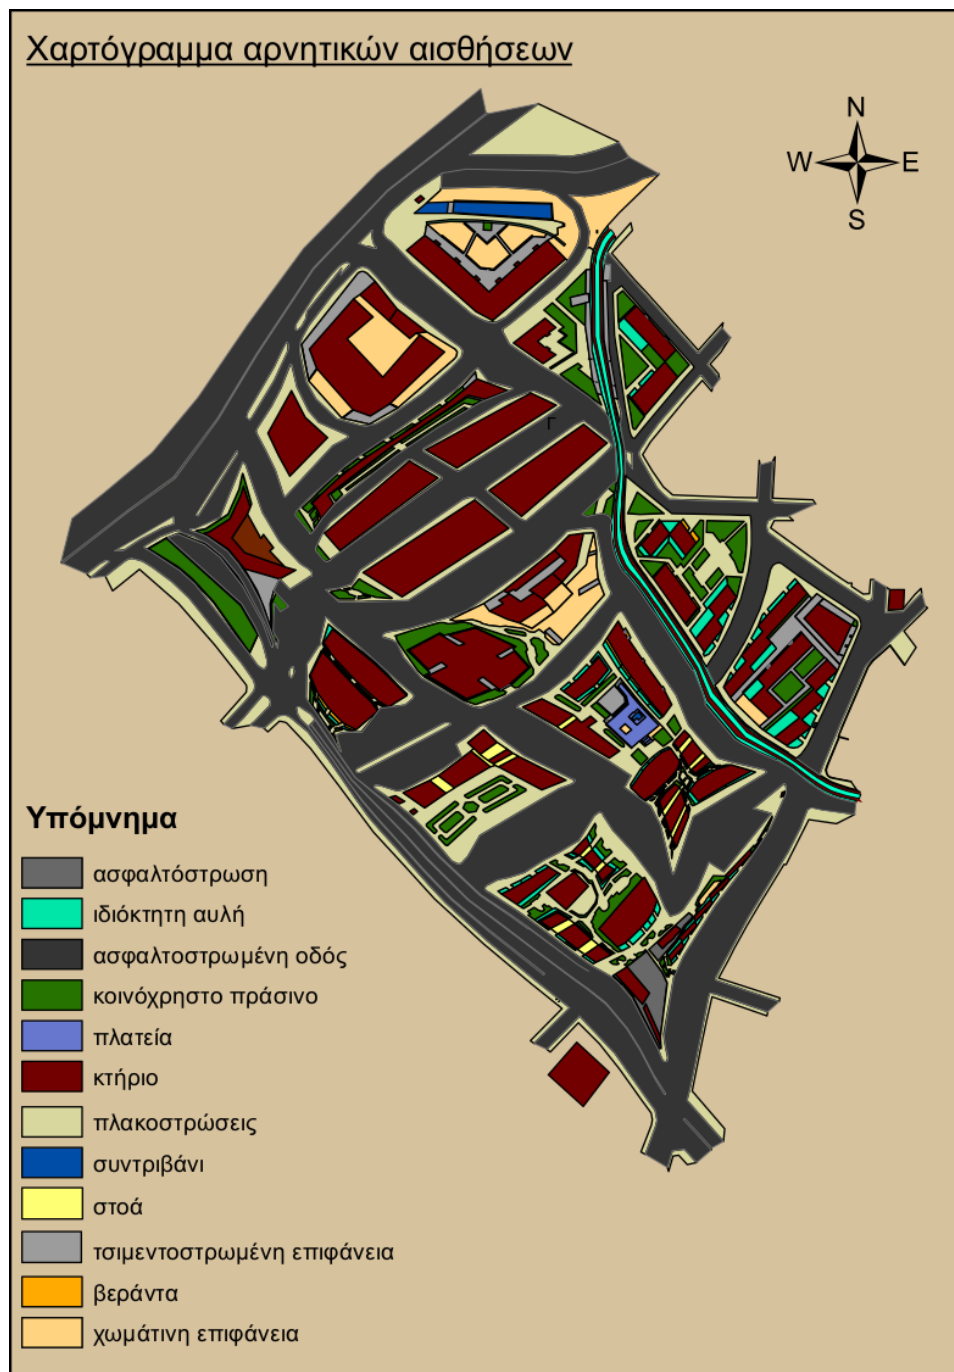 Χαρτόγραμμα αρνητικών αισθήσεων
N
W E
S
Γ
Υπόμνημα
ασφαλτόστρωση
ιδιόκτητη αυλή
ασφαλτοστρωμένη οδός
κοινόχρηστο πράσινο
πλατεία
κτήριο
πλακοστρώσεις
συντριβάνι
στοά
τσιμεντοστρωμένη επιφάνεια
βεράντα
χωμάτινη επιφάνεια